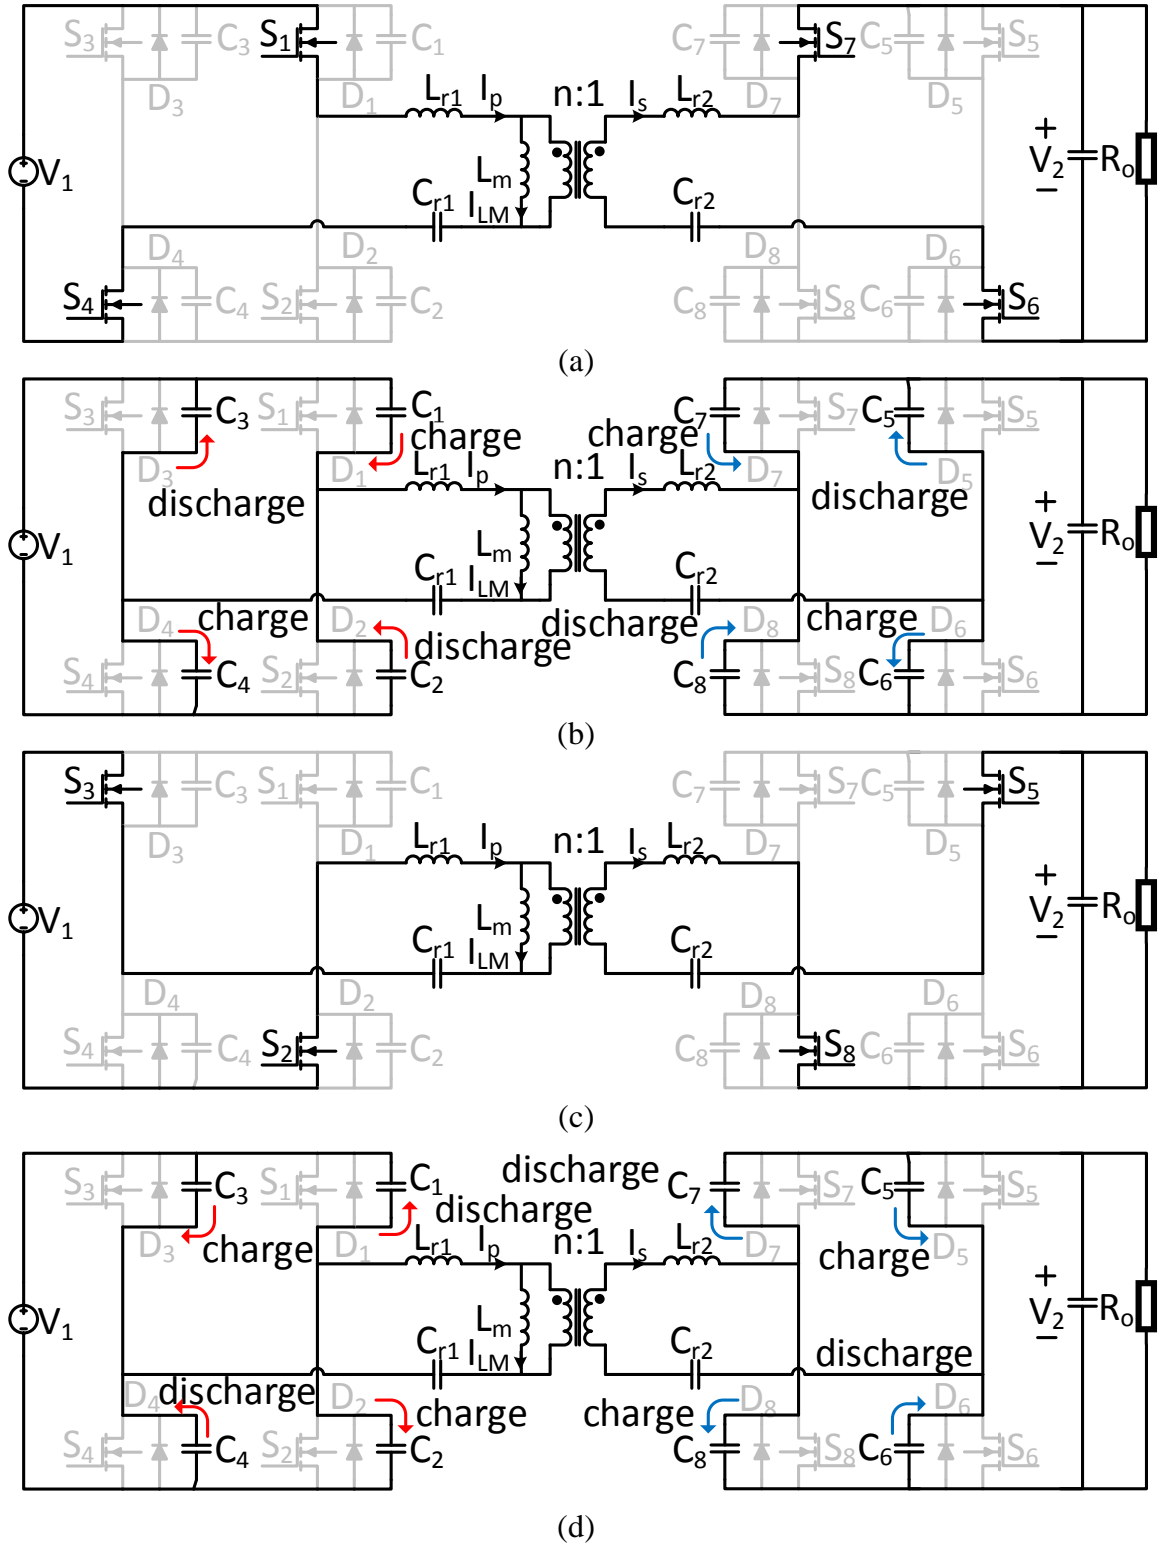 S3 C3 S1 C1 C7 S7 C5 S5
D3 D1 D7 D5
Lr1 Ip n:1 Is Lr2
V1 Lm Cr1 ILM Cr2 + V2 − Ro
D4 D2 D8 D6
S4 C4 S2 C2 C8 S8 C6 S6
(a)
S3 C3 S1 C1 C7 S7 C5 S5
charge charge
D3 D1 D7 D5
discharge discharge
Lr1 Ip n:1 Is Lr2
V1 Lm Cr1 ILM Cr2 + V2 − Ro
D4 charge D2 discharge discharge D8 charge D6
S4 C4 S2 C2 C8 S8 C6 S6
(b)
S3 C3 S1 C1 C7 S7 C5 S5
D3 D1 D7 D5
Lr1 Ip n:1 Is Lr2
V1 Lm Cr1 ILM Cr2 + V2 − Ro
D4 D2 D8 D6
S4 C4 S2 C2 C8 S8 C6 S6
(c)
S3 C3 S1 C1 discharge C7 S7 C5 S5
discharge
D3 charge D1 D7 charge D5
Lr1 Ip n:1 Is Lr2
V1 Lm Cr1 ILM Cr2 + V2 − Ro
discharge discharge
D4 D2 charge charge D8 D6
S4 C4 S2 C2 C8 S8 C6 S6
(d)